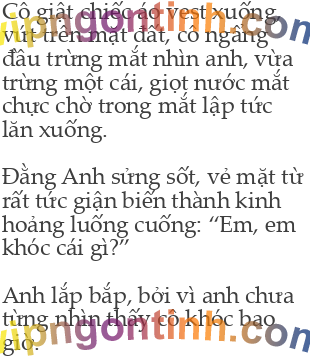 Cô giật chiếc áo vest xuống,
vứt trên mặt đất, cô ngẩng
đầu trừng mắt nhìn anh, vừa
trừng một cái, giọt nước mắt
chực chờ trong mắt lập tức
lăn xuống.
Đằng Anh sửng sốt, vẻ mặt từ
rất tức giận biến thành kinh
hoảng luống cuống: “Em, em
khóc cái gì?”
Anh lắp bắp, bởi vì anh chưa
từng nhìn thấy cô khóc bao
giờ.
vipngontinh.com